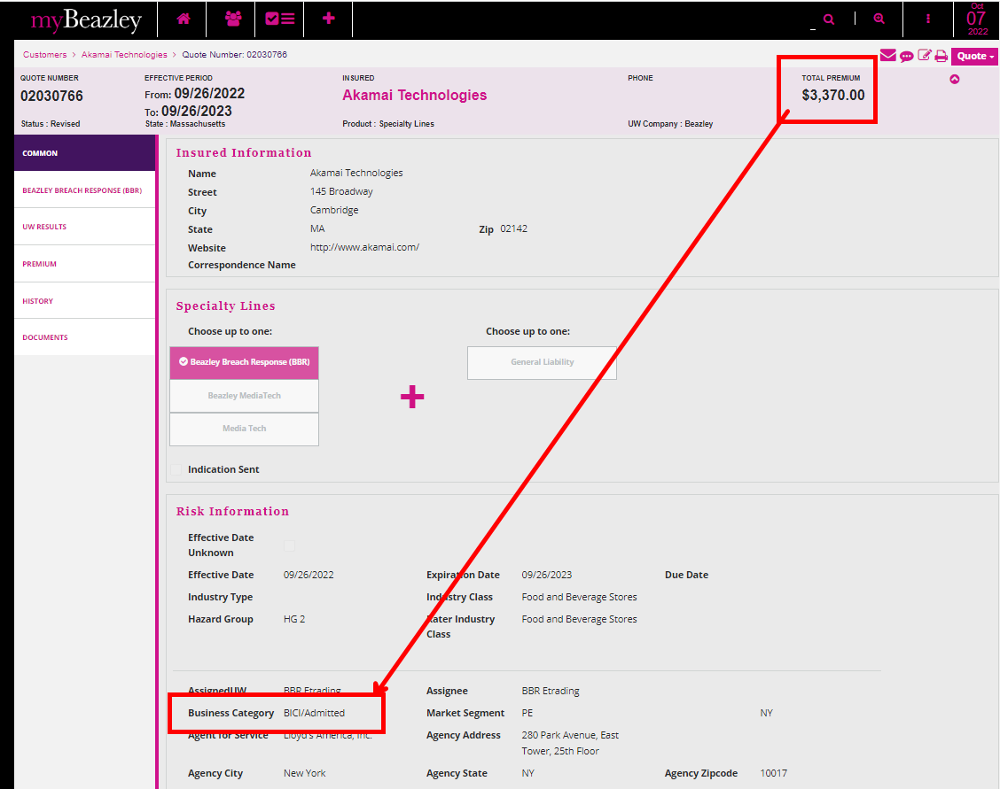 myBeazley
Oct
07
2022
Customers > Akamai Technologies > Quote Number: 02030766
Quote
QUOTE NUMBER
02030766
Status : Revised
EFFECTIVE PERIOD
From: 09/26/2022
To: 09/26/2023
State : Massachusetts
INSURED
Akamai Technologies
Product : Specialty Lines
PHONE
UW Company : Beazley
TOTAL PREMIUM
$3,370.00
COMMON
BEAZLEY BREACH RESPONSE (BBR)
UW RESULTS
PREMIUM
HISTORY
DOCUMENTS
Insured Information
Name Akamai Technologies
Street 145 Broadway
City Cambridge
State MA Zip 02142
Website http://www.akamai.com/
Correspondence Name
Specialty Lines
Choose up to one:
Beazley Breach Response (BBR)
Beazley MediaTech
Media Tech
Choose up to one:
General Liability
Indication Sent
Risk Information
Effective Date
Unknown
Effective Date 09/26/2022 Expiration Date 09/26/2023 Due Date
Industry Type Industry Class Food and Beverage Stores
Hazard Group HG 2 Rater Industry Food and Beverage Stores
Class
AssignedUW BBR Etrading Assignee BBR Etrading
Business Category BICI/Admitted Market Segment PE NY
Agent for Service Lloyd's America, Inc. Agency Address 280 Park Avenue, East
Tower, 25th Floor
Agency City New York Agency State NY Agency Zipcode 10017